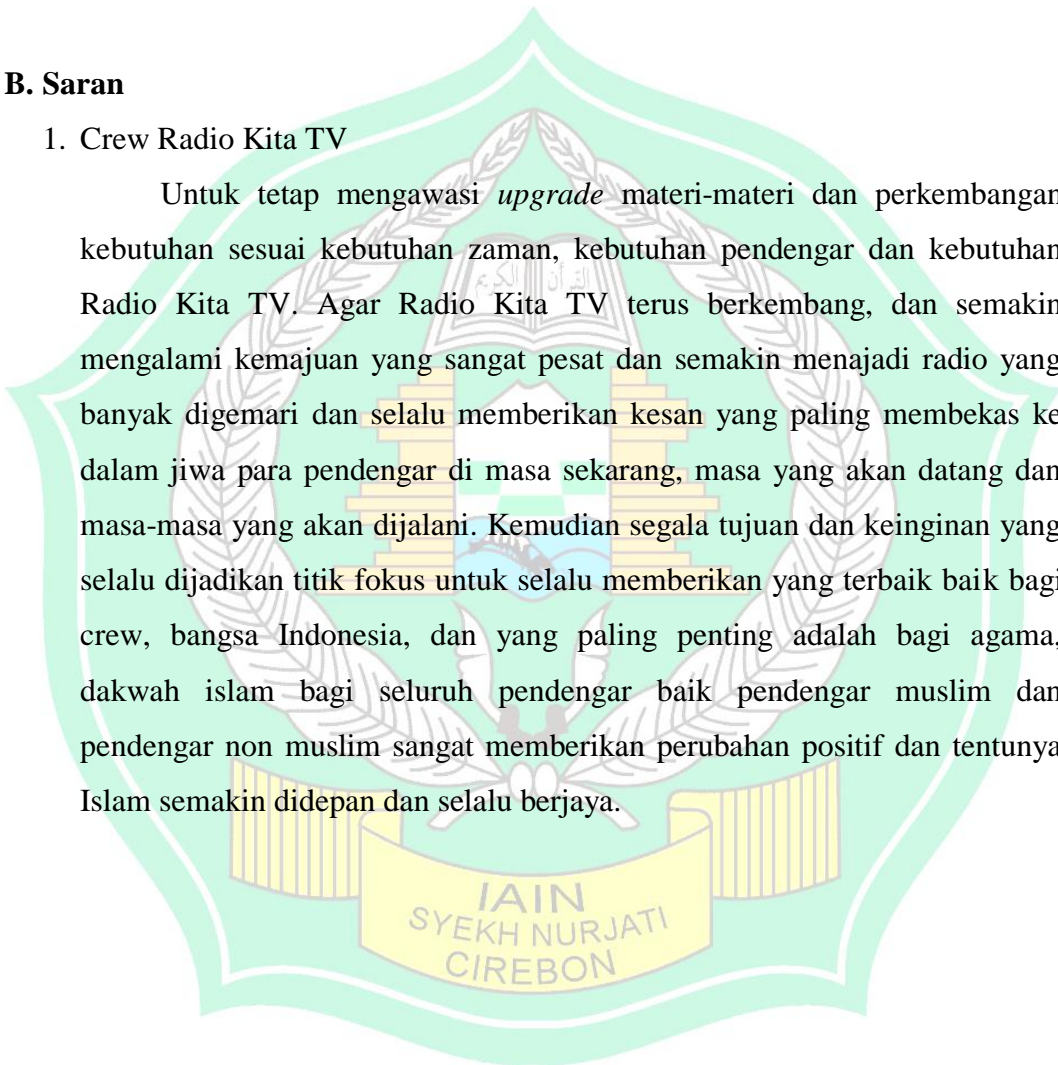 B. Saran
1. Crew Radio Kita TV
Untuk tetap mengawasi upgrade materi-materi dan perkembangan
kebutuhan sesuai kebutuhan zaman, kebutuhan pendengar dan kebutuhan
Radio Kita TV. Agar Radio Kita TV terus berkembang, dan semakin
mengalami kemajuan yang sangat pesat dan semakin menajadi radio yang
banyak digemari dan selalu memberikan kesan yang paling membekas ke
dalam jiwa para pendengar di masa sekarang, masa yang akan datang dan
masa-masa yang akan dijalani. Kemudian segala tujuan dan keinginan yang
selalu dijadikan titik fokus untuk selalu memberikan yang terbaik baik bagi
crew, bangsa Indonesia, dan yang paling penting adalah bagi agama,
dakwah islam bagi seluruh pendengar baik pendengar muslim dan
pendengar non muslim sangat memberikan perubahan positif dan tentunya
Islam semakin didepan dan selalu berjaya.
القرآن الكريم
IAIN
SYEKH NURJATI
CIREBON